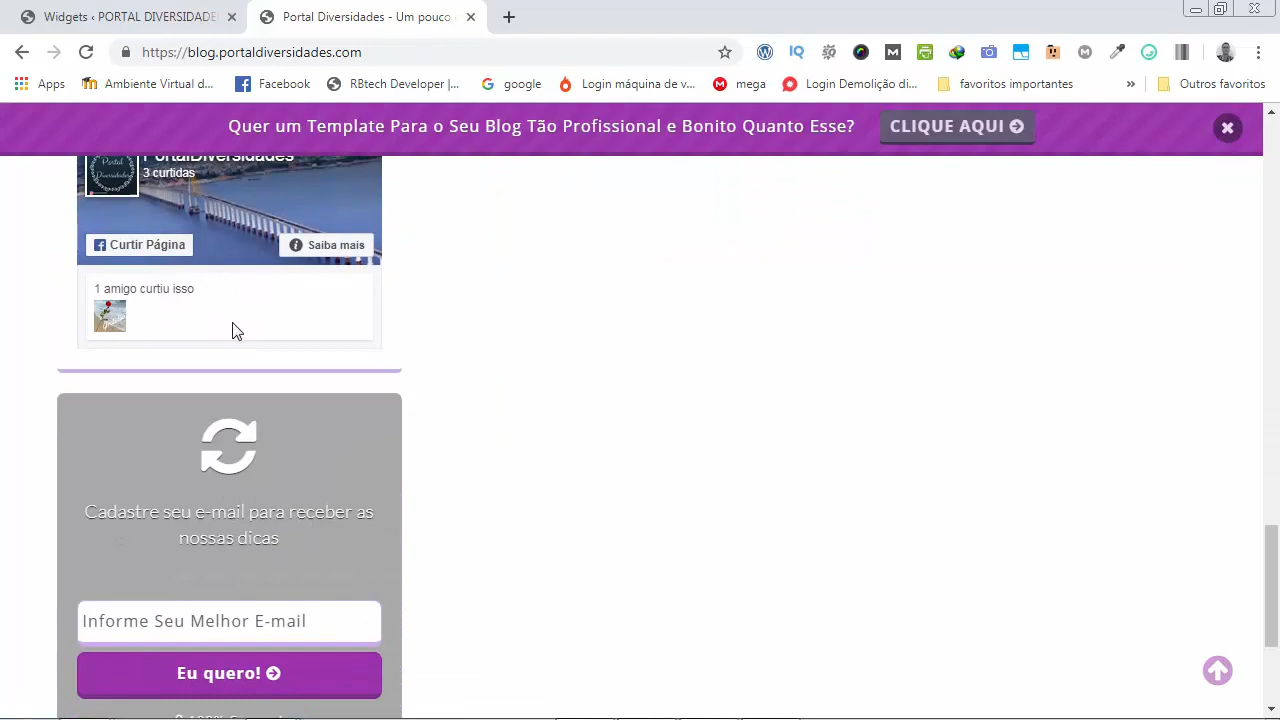 Widgets ‹ PORTAL DIVERSIDADE
Portal Diversidades - Um pouco
https://blog.portaldiversidades.com
Apps
Ambiente Virtual d...
Facebook
RBtech Developer |...
google
Login máquina de v...
mega
Login Demolição di...
favoritos importantes
»
Outros favoritos
Quer um Template Para o Seu Blog Tão Profissional e Bonito Quanto Esse?
CLIQUE AQUI
PortalDiversidades
3 curtidas
Portal
Diversidades
Curtir Página
Saiba mais
1 amigo curtiu isso
Cadastre seu e-mail para receber as
nossas dicas
Informe Seu Melhor E-mail
Eu quero!